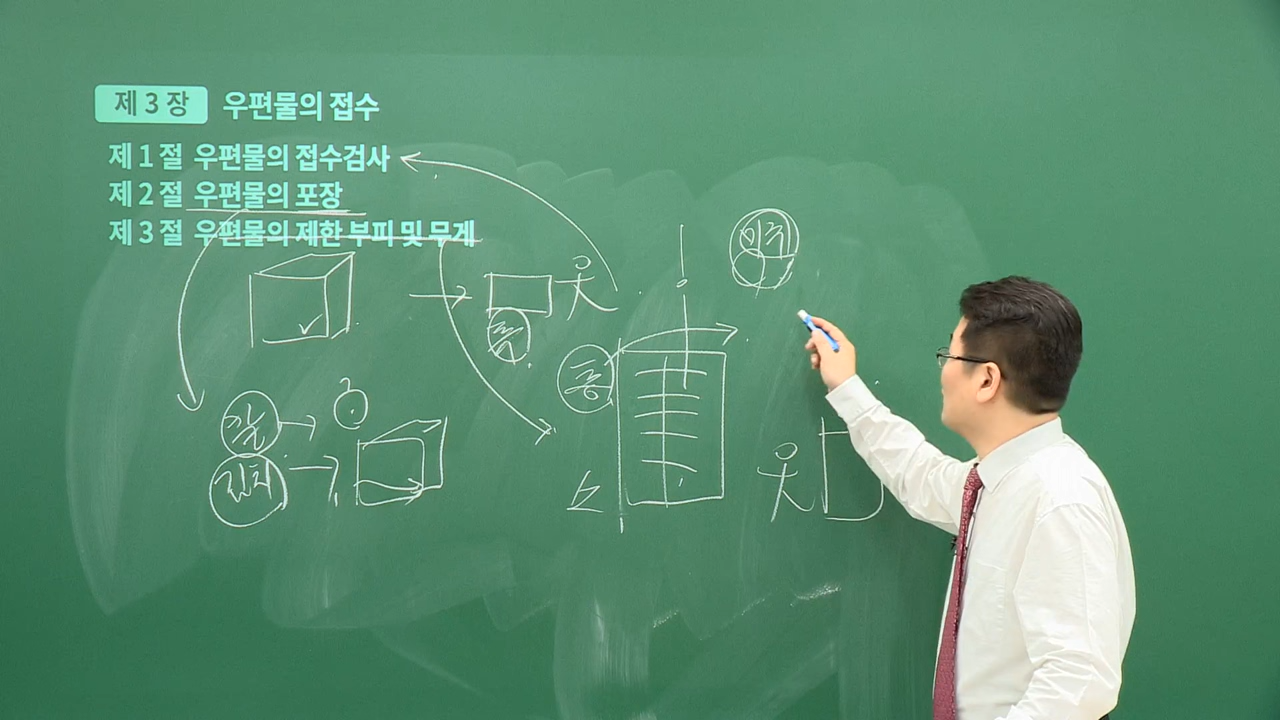 제 3 장 우편물의 접수
제 1 절 우편물의 접수검사
제 2 절 우편물의 포장
제 3 절 우편물의 제한 부피 및 무게